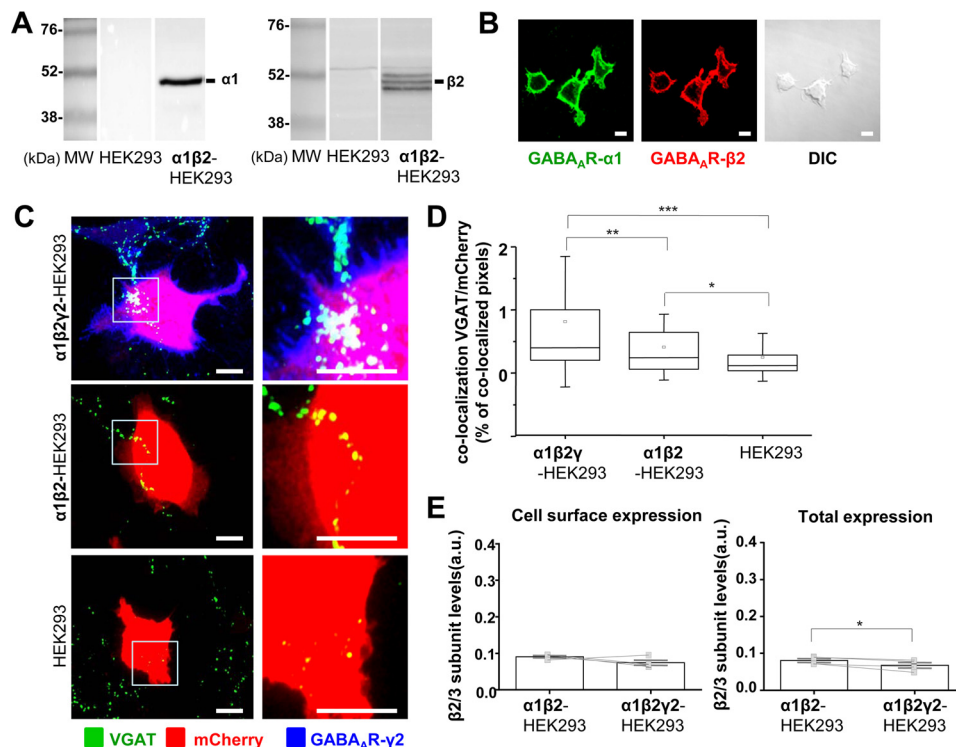 A
76-
52-
38-
α1
(kDa) MW HEK293 α1β2-
HEK293
76-
52-
38-
β2
(kDa) MW HEK293 α1β2-
HEK293
B
GABAAR-α1
GABAAR-β2
DIC
C
α1β2γ2-HEK293
α1β2-HEK293
HEK293
VGAT
mCherry
GABAAR-γ2
D
co-localization VGAT/mCherry
(% of co-localized pixels)
2
1
0
***
**
*
α1β2γ
-HEK293
α1β2
-HEK293
HEK293
E
Cell surface expression
β2/3 subunit levels(a.u.)
0.4
0.3
0.2
0.1
0.0
α1β2-
HEK293
α1β2γ2-
HEK293
Total expression
β2/3 subunit levels(a.u.)
0.4
0.3
0.2
0.1
0.0
*
α1β2-
HEK293
α1β2γ2-
HEK293